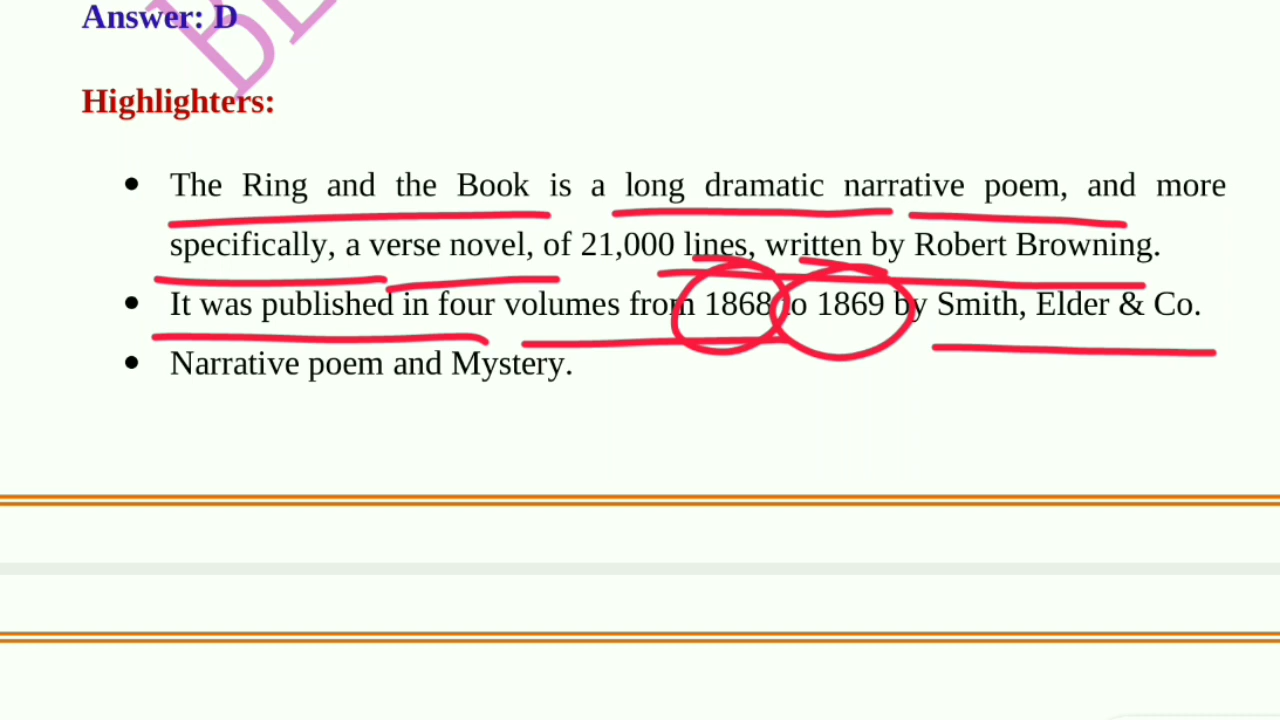 Answer: D
Highlighters:
• The Ring and the Book is a long dramatic narrative poem, and more
specifically, a verse novel, of 21,000 lines, written by Robert Browning.
• It was published in four volumes from 1868 to 1869 by Smith, Elder & Co.
• Narrative poem and Mystery.